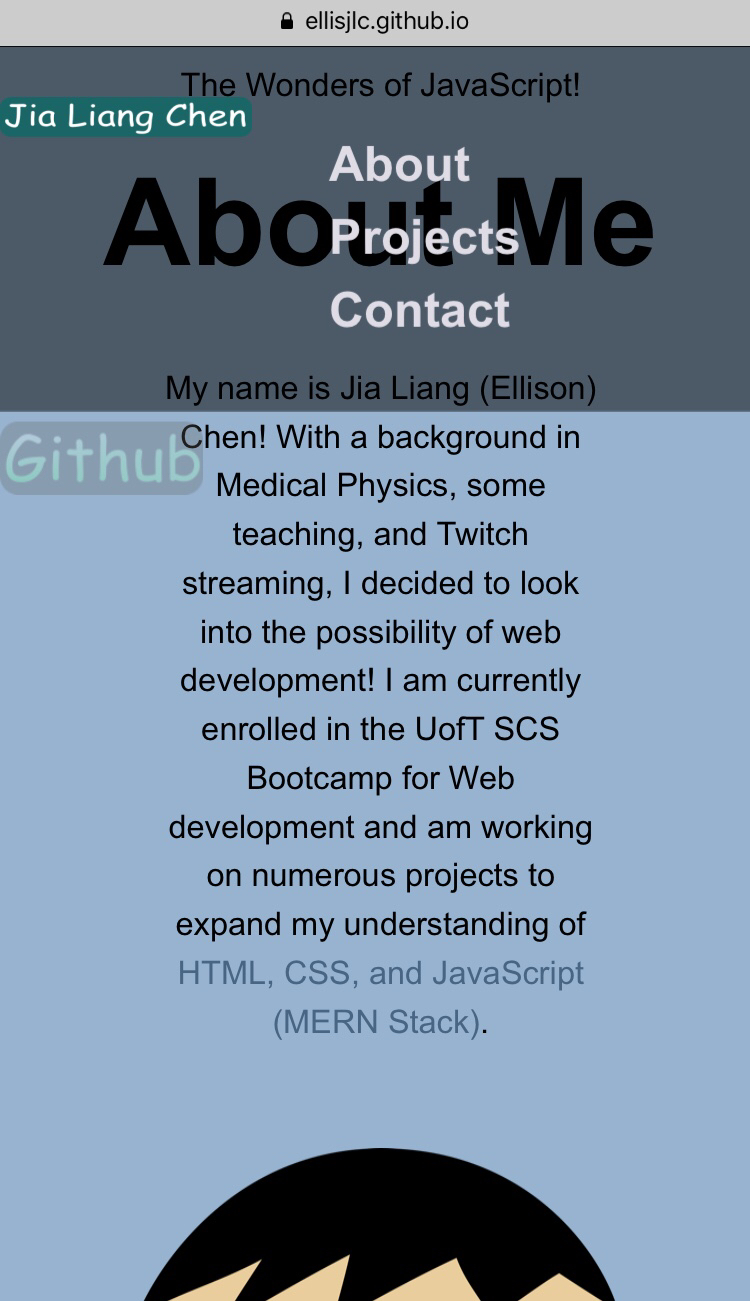 ellisjlc.github.io
The Wonders of JavaScript!
Jia Liang Chen
About
About Me
Projects
Contact
My name is Jia Liang (Ellison)
Chen! With a background in
Github
Medical Physics, some
teaching, and Twitch
streaming, I decided to look
into the possibility of web
development! I am currently
enrolled in the UofT SCS
Bootcamp for Web
development and am working
on numerous projects to
expand my understanding of
HTML, CSS, and JavaScript
(MERN Stack).